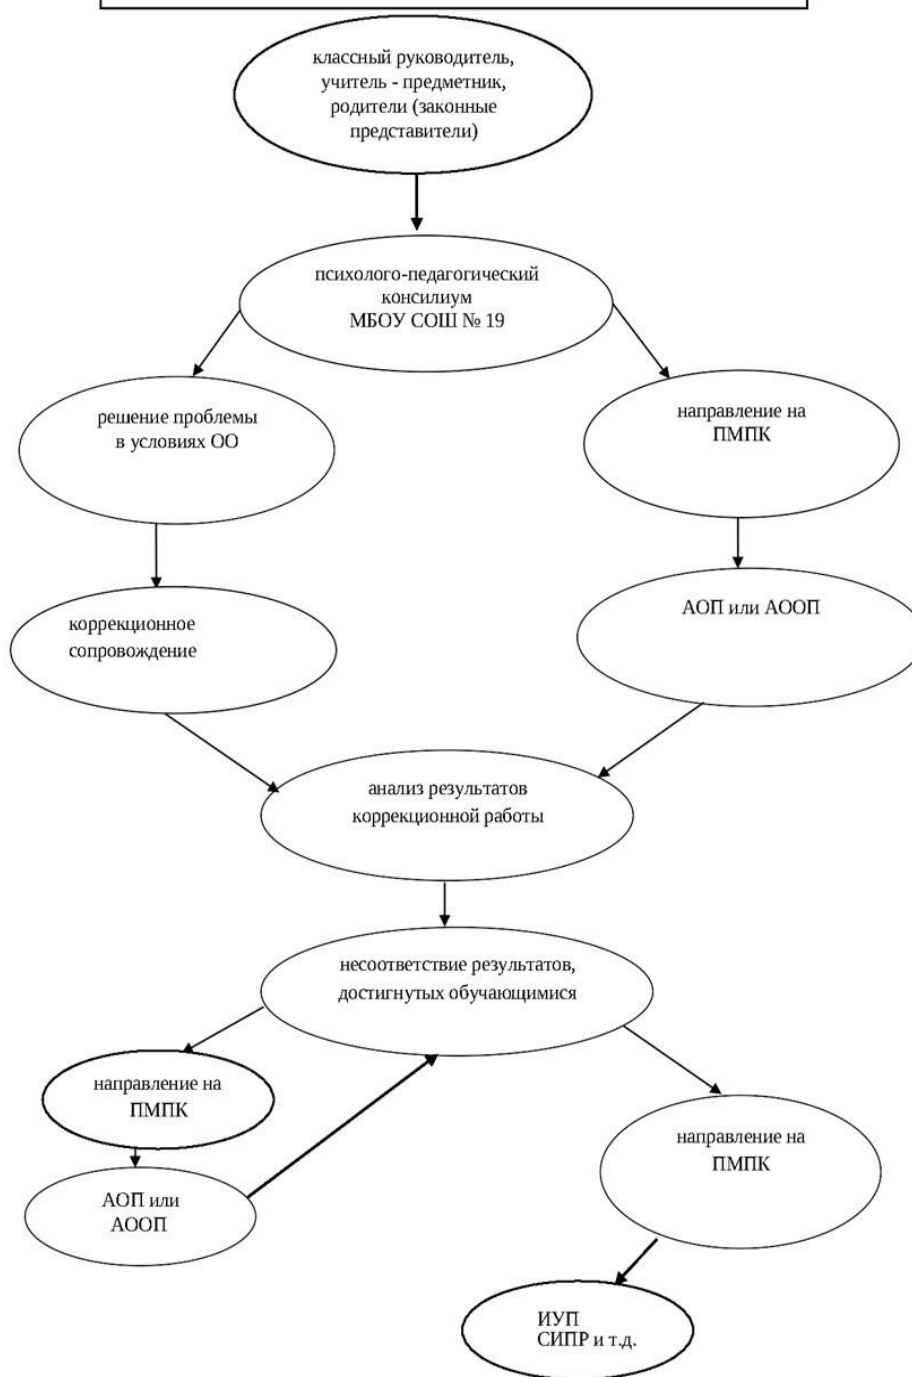 классный руководитель,
учитель - предметник,
родители (законные
представители)
психолого-педагогический
консилиум
МБОУ СОШ № 19
решение проблемы
в условиях ОО
направление на
ПМПК
коррекционное
сопровождение
АОП или АООП
анализ результатов
коррекционной работы
несоответствие результатов,
достигнутых обучающимися
направление на
ПМПК
направление на
ПМПК
АОП или
АООП
ИУП
СИПР и т.д.